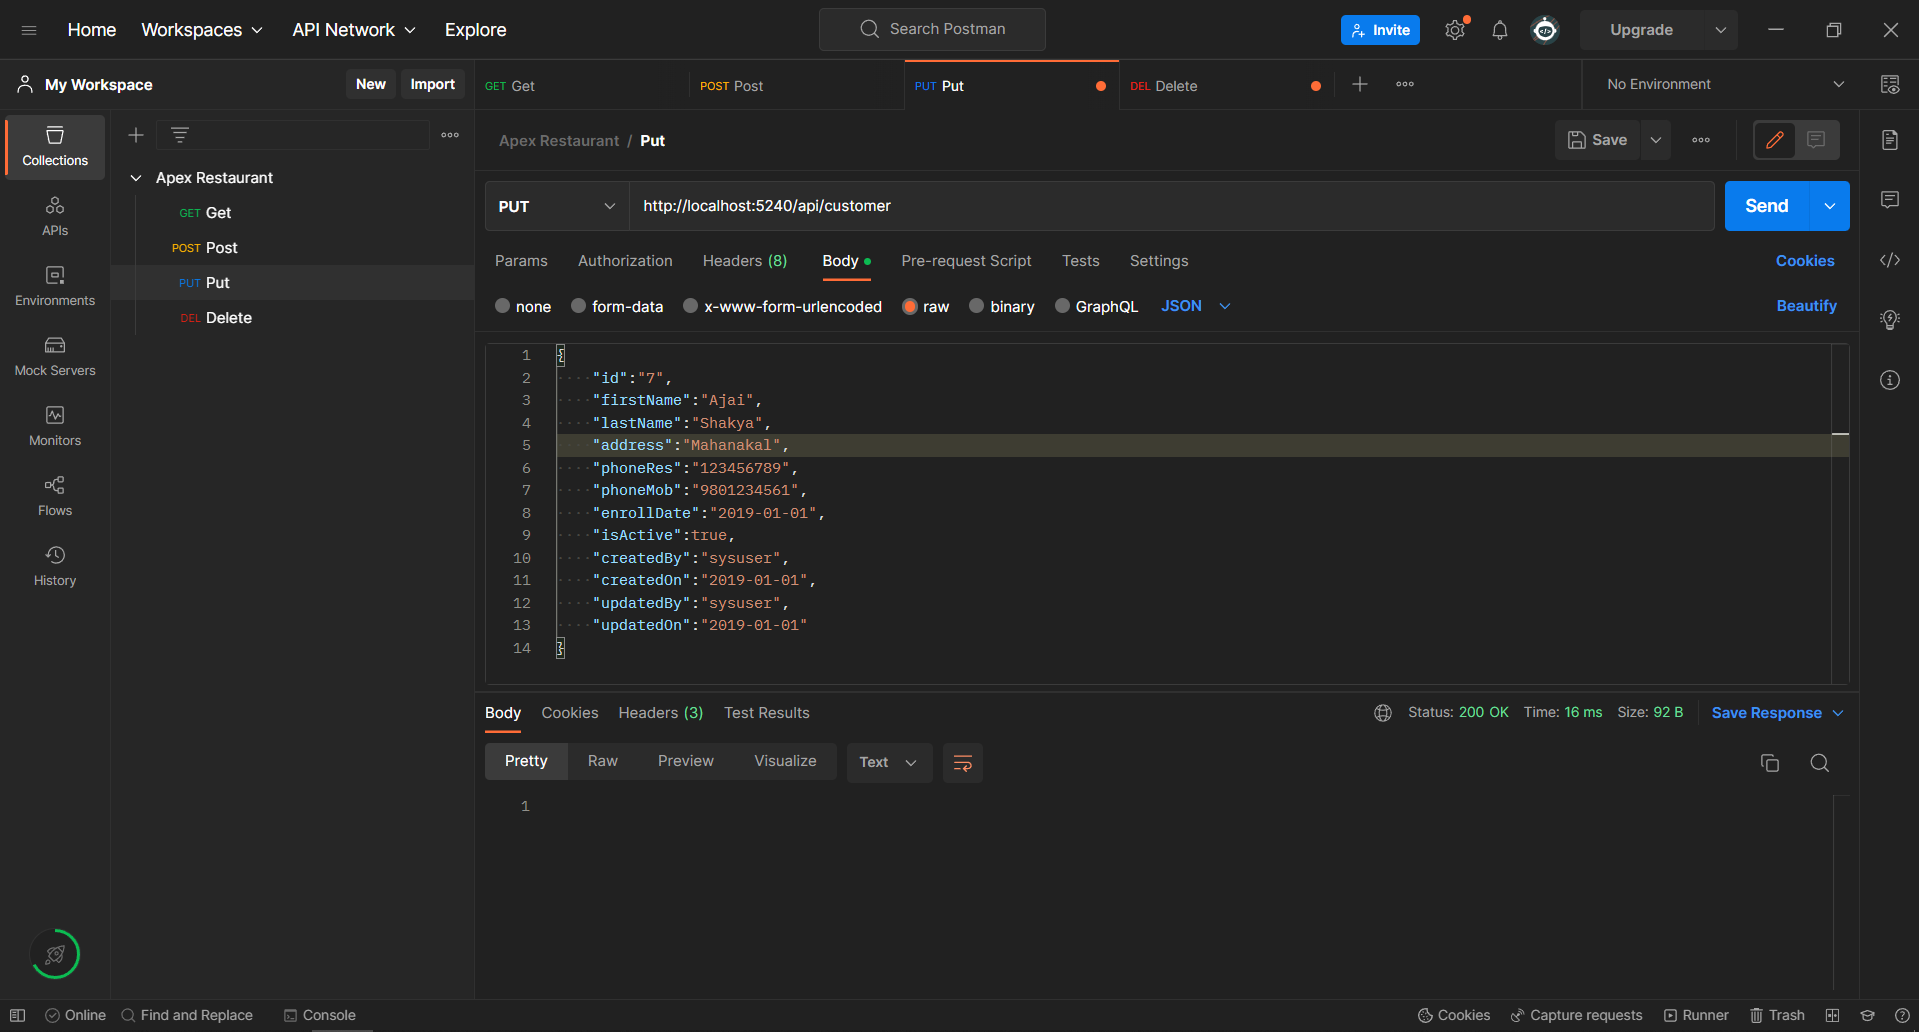 Home Workspaces API Network Explore Search Postman Invite Upgrade
My Workspace New Import GET Get POST Post PUT Put DEL Delete No Environment
Collections
APIs
Environments
Mock Servers
Monitors
Flows
History
Apex Restaurant
GET Get
POST Post
PUT Put
DEL Delete
Apex Restaurant / Put Save
PUT http://localhost:5240/api/customer Send
Params Authorization Headers (8) Body Pre-request Script Tests Settings Cookies
none form-data x-www-form-urlencoded raw binary GraphQL JSON Beautify
1 {
2 "id":"7",
3 "firstName":"Ajai",
4 "lastName":"Shakya",
5 "address":"Mahanakal",
6 "phoneRes":"123456789",
7 "phoneMob":"9801234561",
8 "enrollDate":"2019-01-01",
9 "isActive":true,
10 "createdBy":"sysuser",
11 "createdOn":"2019-01-01",
12 "updatedBy":"sysuser",
13 "updatedOn":"2019-01-01"
14 }
Body Cookies Headers (3) Test Results Status: 200 OK Time: 16 ms Size: 92 B Save Response
Pretty Raw Preview Visualize Text
1
Online Find and Replace Console Cookies Capture requests Runner Trash